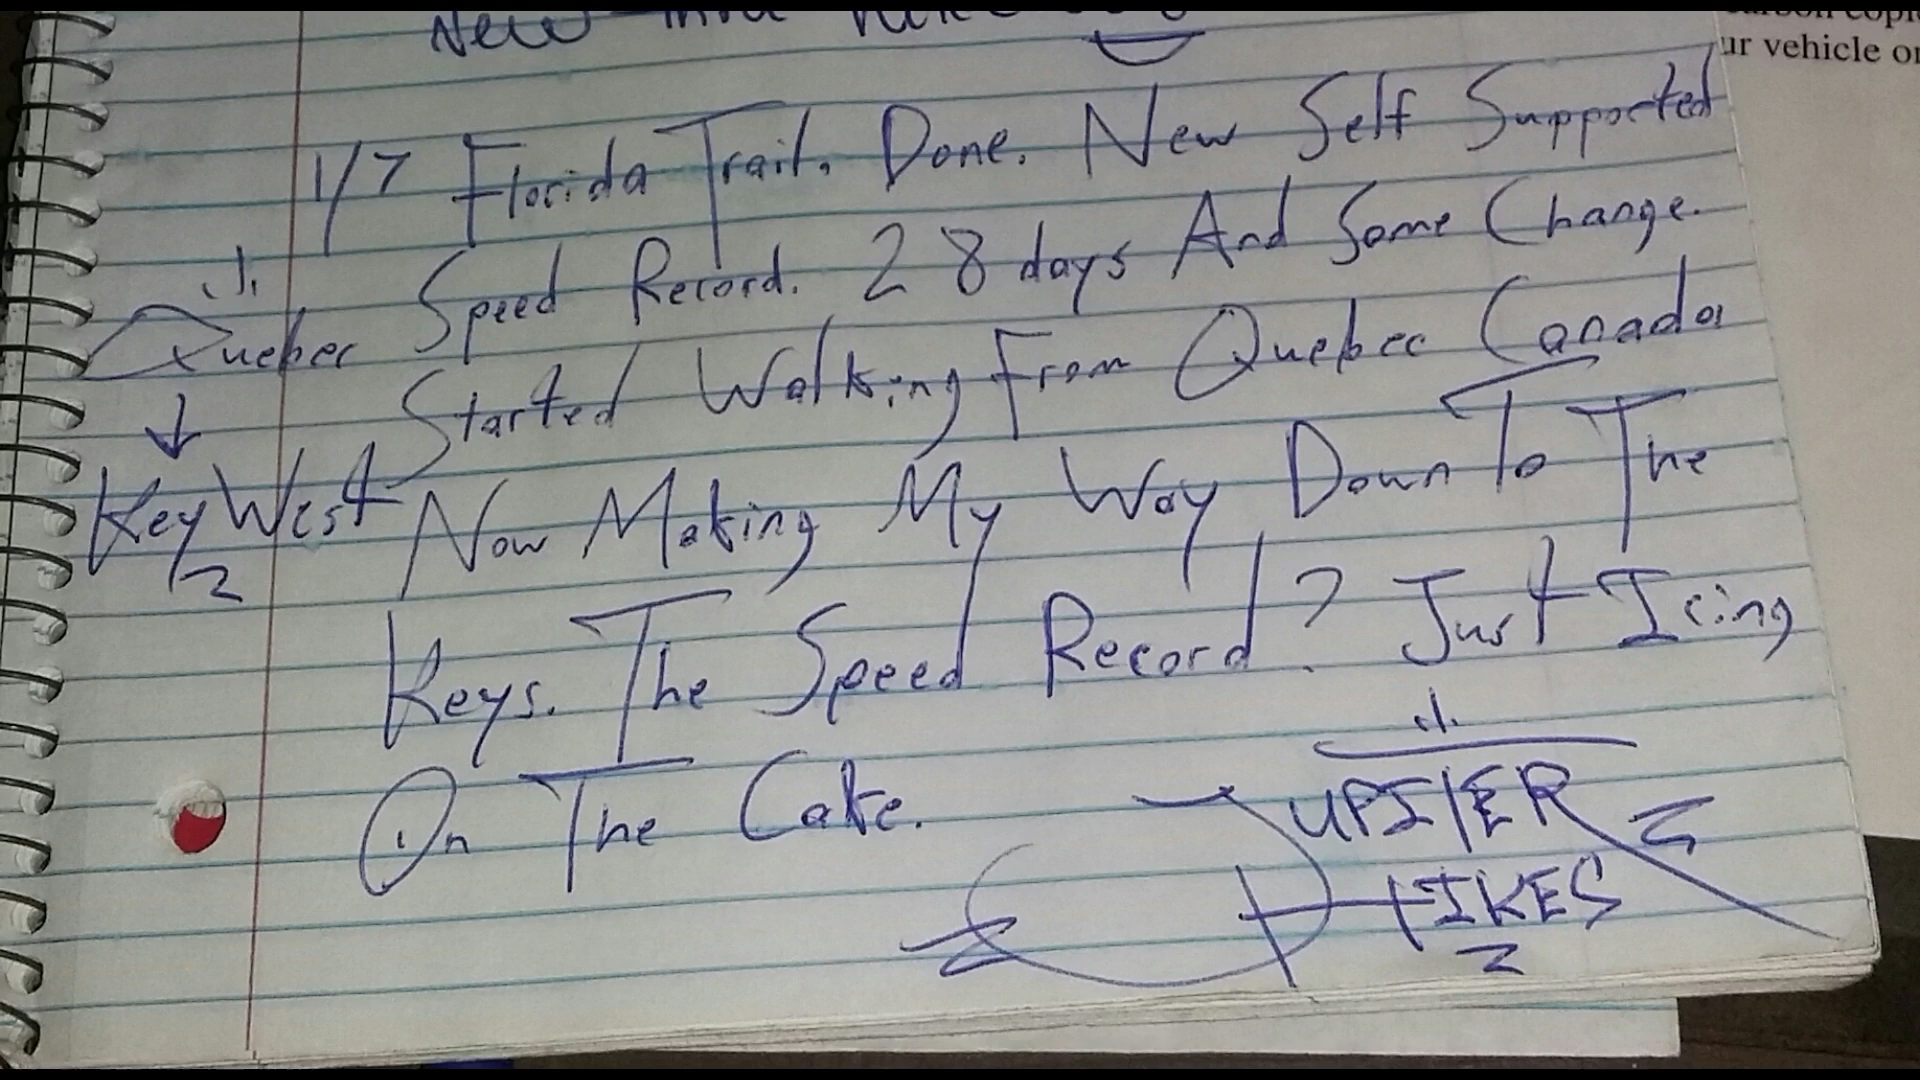 New
1/7 Florida Trail. Done. New Self Supported
Speed Record. 28 days And Some Change.
Started Walking From Quebec Canada
Now Making My Way Down To The
Keys. The Speed Record? Just Icing
On The Cake.
Quebec
↓
Key West
HIKES
ur vehicle or